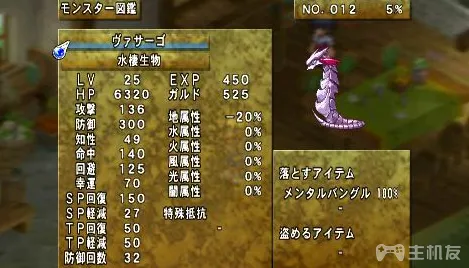 モンスター図鑑
NO. 012 5%
ヴァサーゴ
水棲生物
LV 25 EXP 450
HP 6320 ガルド 525
攻撃 136
防御 300 地属性 -20%
知性 49 水属性 0%
命中 140 火属性 0%
回避 125 風属性 0%
幸運 70 光属性 0%
SP回復 150 闇属性 0%
SP軽減 27 特殊抵抗
TP回復 50 -
TP軽減 50
防御回数 32
落とすアイテム
メンタルバングル 100%
-
盗めるアイテム
-
主机友